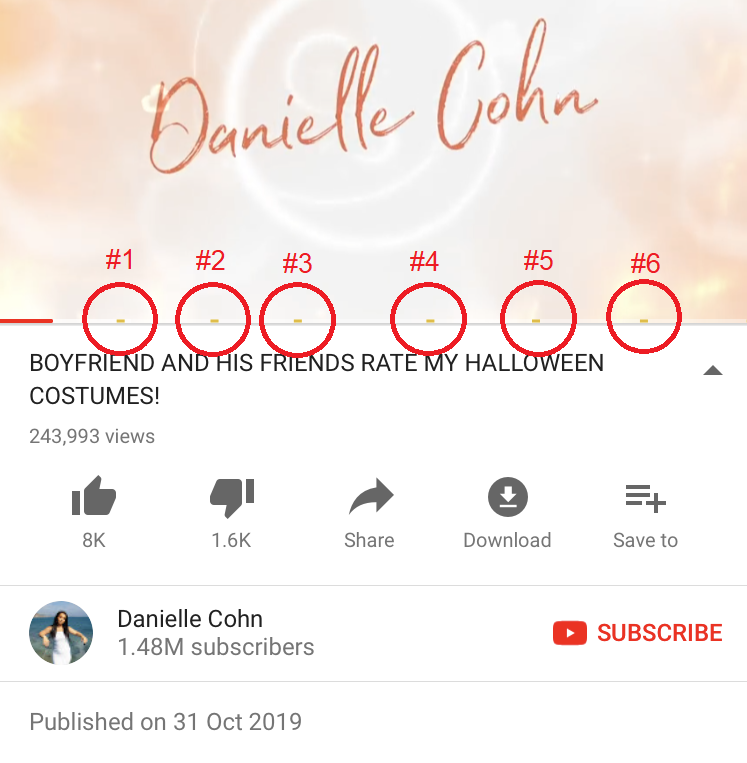 Danielle Cohn
#1 #2 #3 #4 #5 #6
BOYFRIEND AND HIS FRIENDS RATE MY HALLOWEEN
COSTUMES!
243,993 views
8K 1.6K Share Download Save to
Danielle Cohn
1.48M subscribers
SUBSCRIBE
Published on 31 Oct 2019